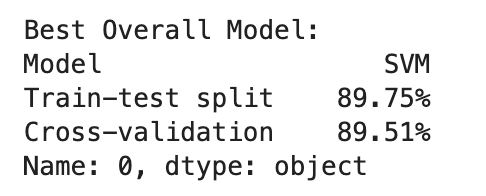 Best Overall Model:
Model SVM
Train-test split 89.75%
Cross-validation 89.51%
Name: 0, dtype: object